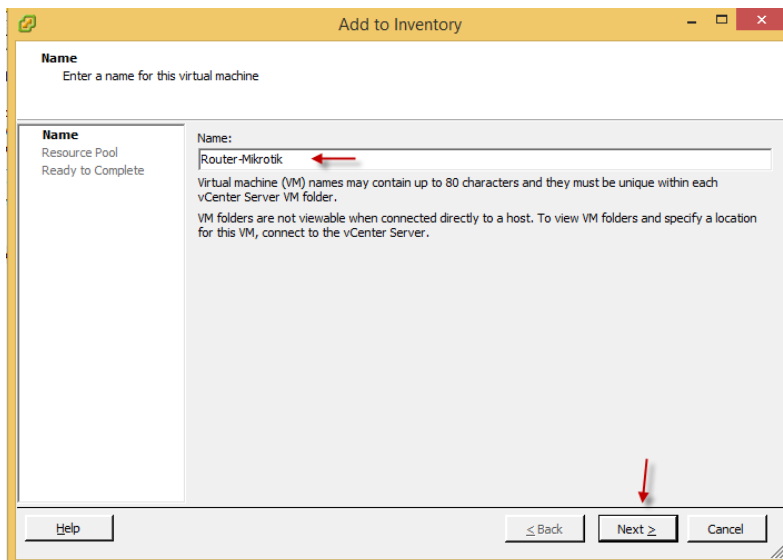 Add to Inventory
Name
Enter a name for this virtual machine
Name
Resource Pool
Ready to Complete
Name:
Router-Mikrotik
Virtual machine (VM) names may contain up to 80 characters and they must be unique within each
vCenter Server VM folder.
VM folders are not viewable when connected directly to a host. To view VM folders and specify a location
for this VM, connect to the vCenter Server.
Help
< Back
Next >
Cancel